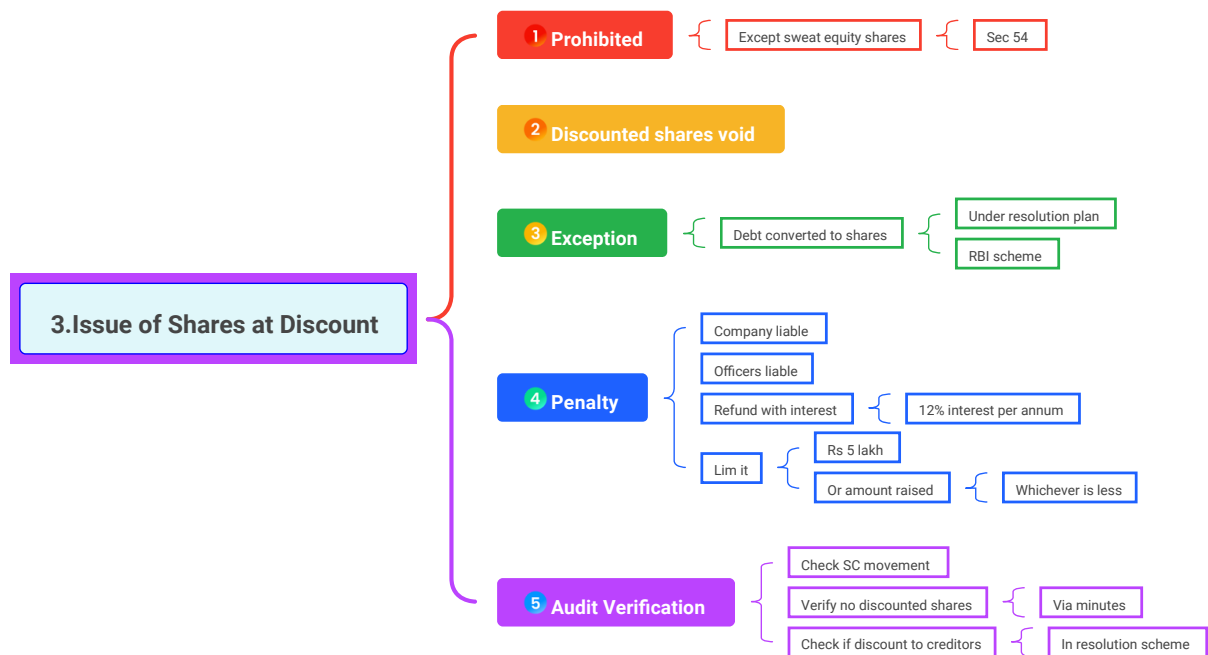 3.Issue of Shares at Discount
1 Prohibited
Except sweat equity shares
Sec 54
2 Discounted shares void
3 Exception
Debt converted to shares
Under resolution plan
RBI scheme
4 Penalty
Company liable
Officers liable
Refund with interest
12% interest per annum
Lim it
Rs 5 lakh
Or amount raised
Whichever is less
5 Audit Verification
Check SC movement
Verify no discounted shares
Via minutes
Check if discount to creditors
In resolution scheme